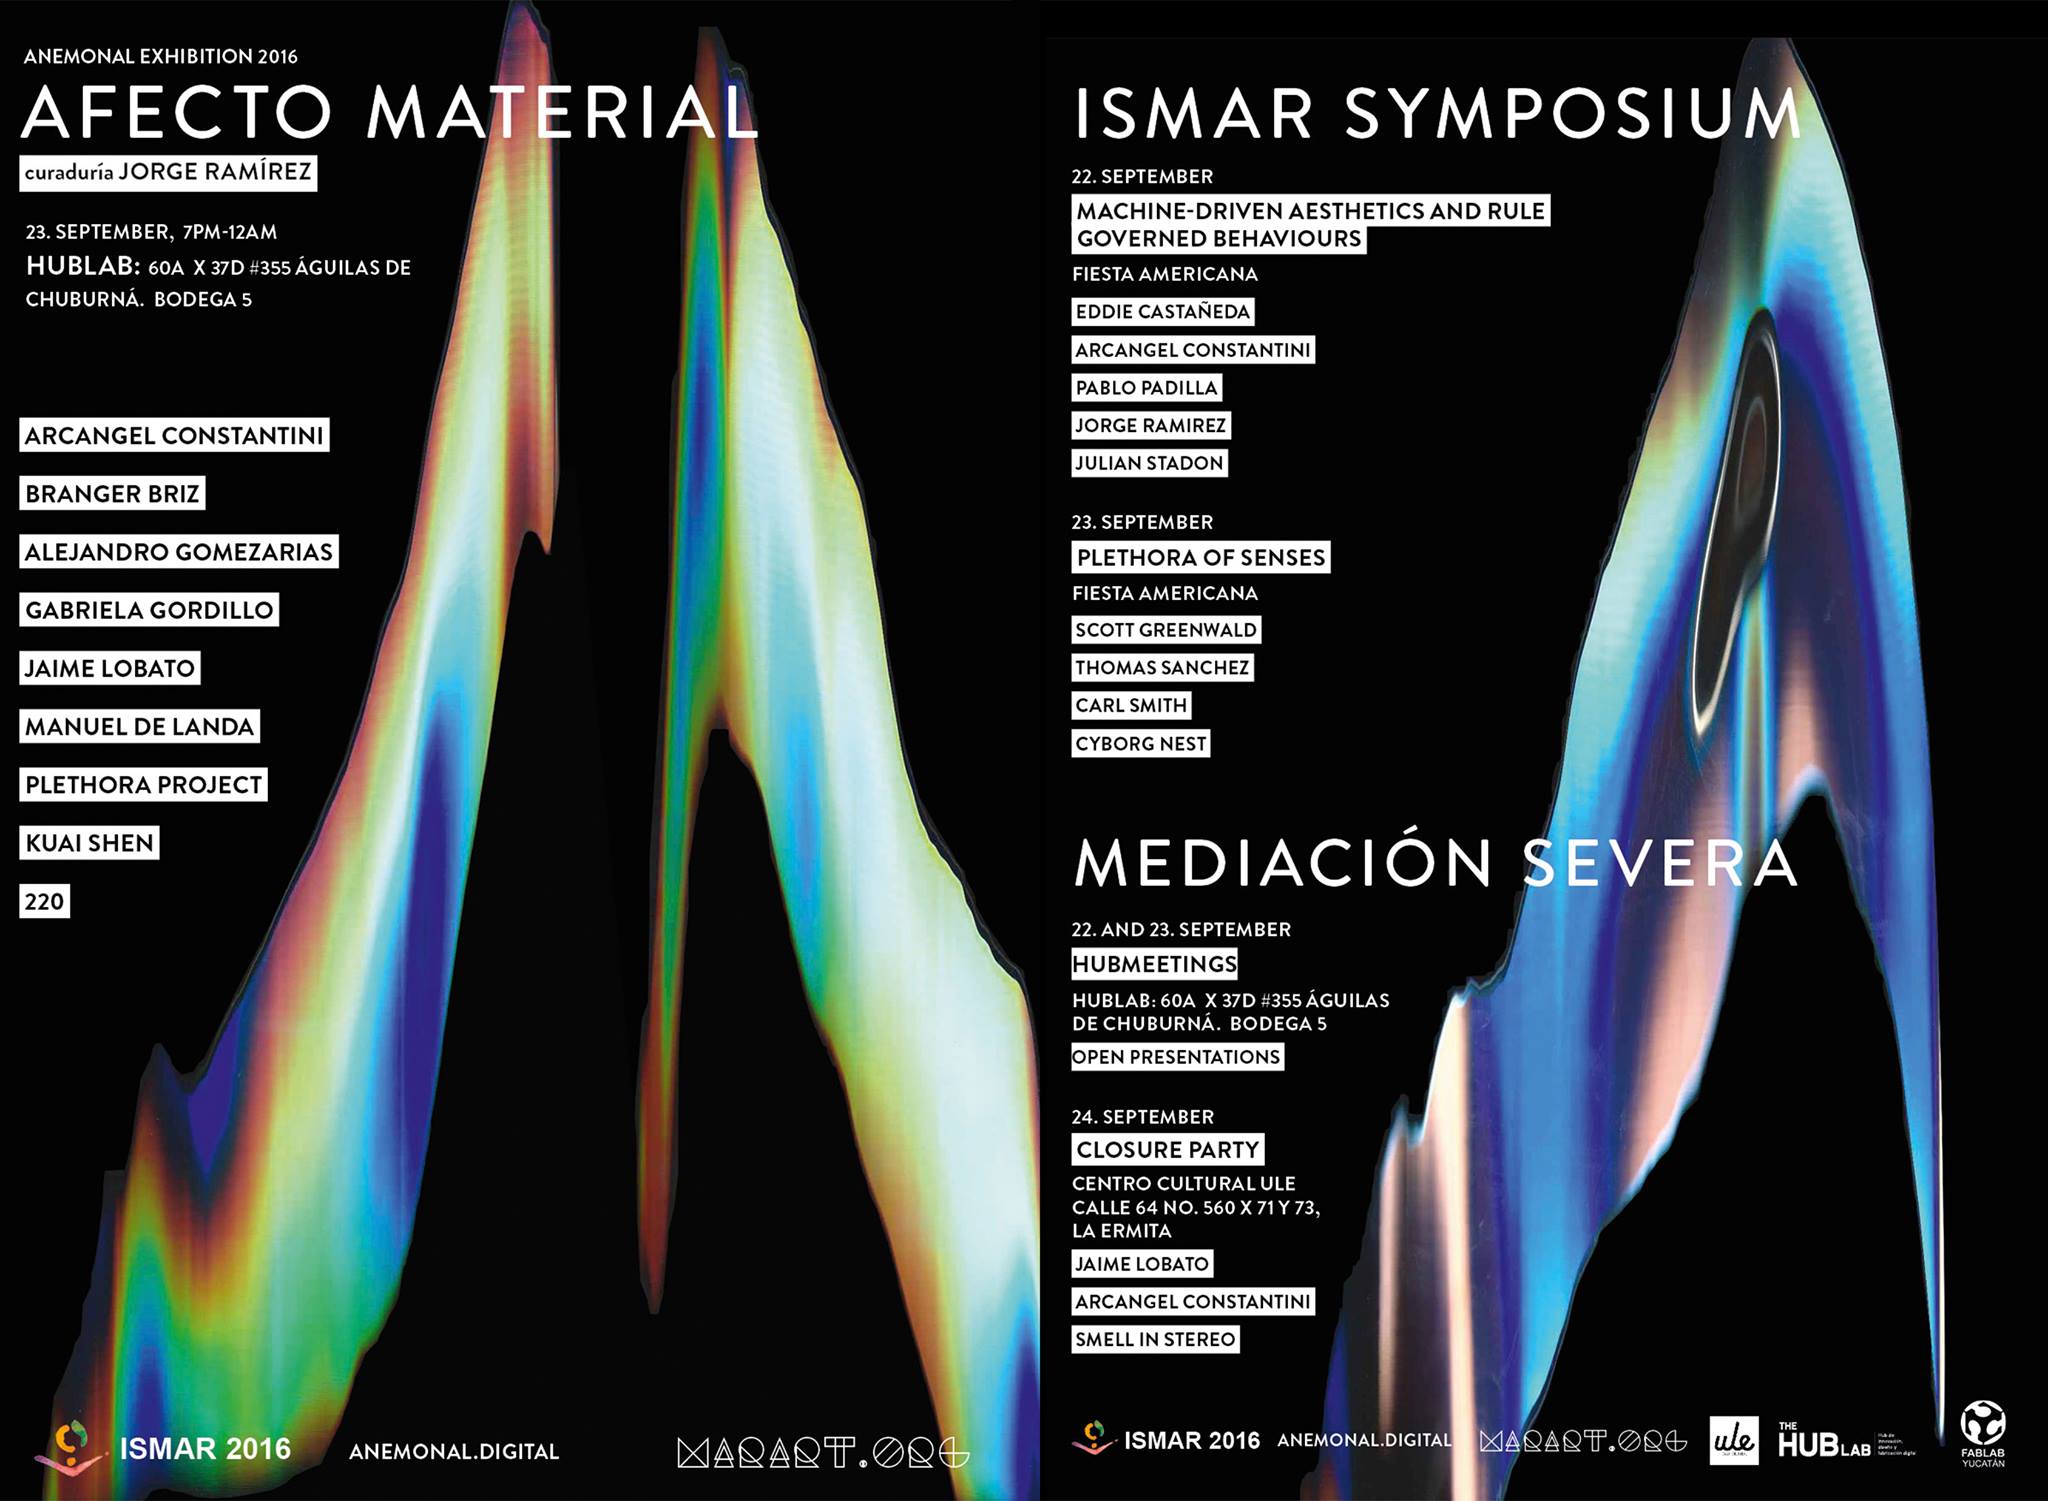 ANEMONAL EXHIBITION 2016
AFECTO MATERIAL
curaduría JORGE RAMÍREZ
23. SEPTEMBER, 7PM-12AM
HUBLAB: 60A X 37D #355 ÁGUILAS DE
CHUBURNÁ. BODEGA 5
ARCANGEL CONSTANTINI
BRANGER BRIZ
ALEJANDRO GOMEZARIAS
GABRIELA GORDILLO
JAIME LOBATO
MANUEL DE LANDA
PLETHORA PROJECT
KUAI SHEN
220
ISMAR 2016
ANEMONAL.DIGITAL
MARART.ORG
ISMAR SYMPOSIUM
22. SEPTEMBER
MACHINE-DRIVEN AESTHETICS AND RULE
GOVERNED BEHAVIOURS
FIESTA AMERICANA
EDDIE CASTAÑEDA
ARCANGEL CONSTANTINI
PABLO PADILLA
JORGE RAMIREZ
JULIAN STADON
23. SEPTEMBER
PLETHORA OF SENSES
FIESTA AMERICANA
SCOTT GREENWALD
THOMAS SANCHEZ
CARL SMITH
CYBORG NEST
MEDIACIÓN SEVERA
22. AND 23. SEPTEMBER
HUBMEETINGS
HUBLAB: 60A X 37D #355 ÁGUILAS
DE CHUBURNÁ. BODEGA 5
OPEN PRESENTATIONS
24. SEPTEMBER
CLOSURE PARTY
CENTRO CULTURAL ULE
CALLE 64 NO. 560 X 71 Y 73,
LA ERMITA
JAIME LOBATO
ARCANGEL CONSTANTINI
SMELL IN STEREO
ISMAR 2016
ANEMONAL.DIGITAL
MARART.ORG
ule
THE
HUBLAB
FABLAB
YUCATÁN